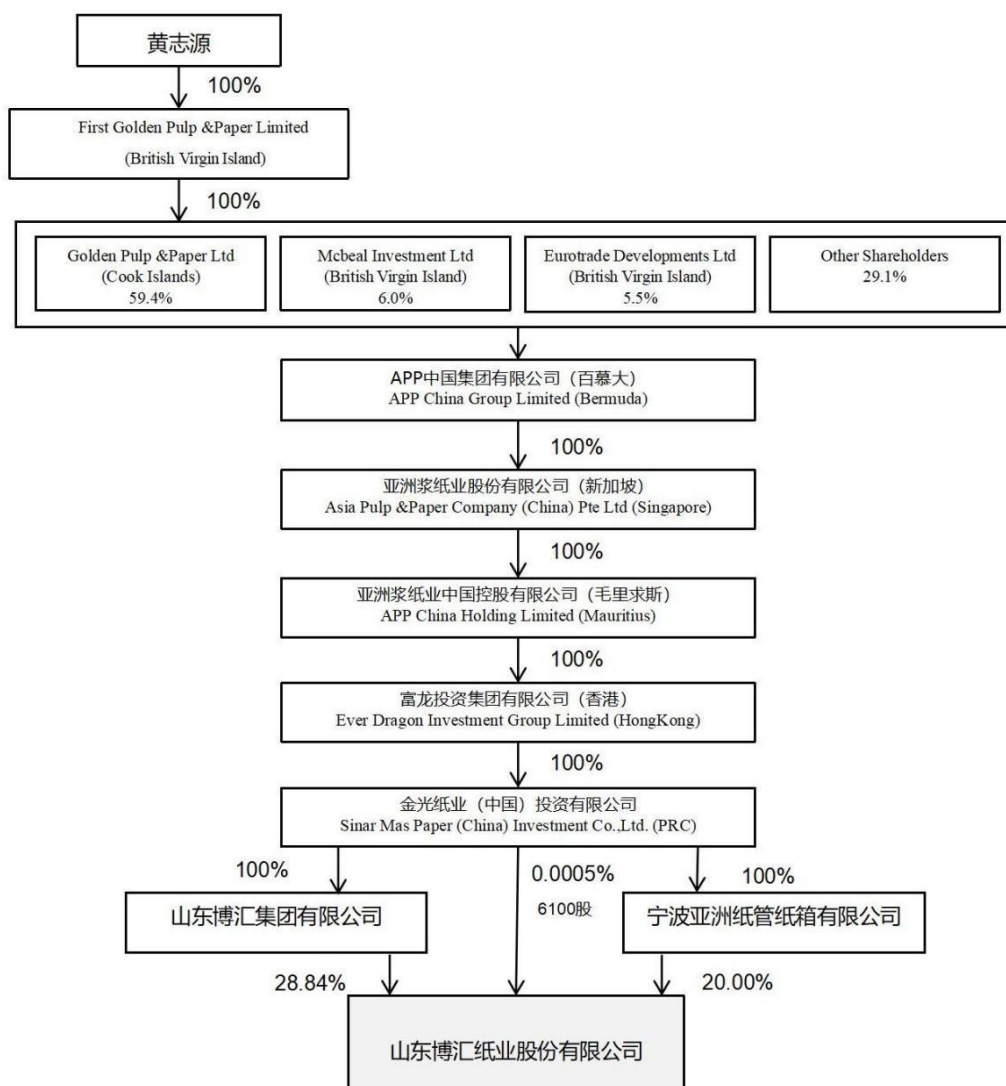 黄志源
100%
First Golden Pulp &Paper Limited
(British Virgin Island)
100%
Golden Pulp &Paper Ltd
(Cook Islands)
59.4%
Mcbeal Investment Ltd
(British Virgin Island)
6.0%
Eurotrade Developments Ltd
(British Virgin Island)
5.5%
Other Shareholders
29.1%
APP中国集团有限公司（百慕大）
APP China Group Limited (Bermuda)
100%
亚洲浆纸业股份有限公司（新加坡）
Asia Pulp &Paper Company (China) Pte Ltd (Singapore)
100%
亚洲浆纸业中国控股有限公司（毛里求斯）
APP China Holding Limited (Mauritius)
100%
富龙投资集团有限公司（香港）
Ever Dragon Investment Group Limited (HongKong)
100%
金光纸业（中国）投资有限公司
Sinar Mas Paper (China) Investment Co.,Ltd. (PRC)
100%
0.0005%
6100股
100%
山东博汇集团有限公司
宁波亚洲纸管纸箱有限公司
28.84%
20.00%
山东博汇纸业股份有限公司